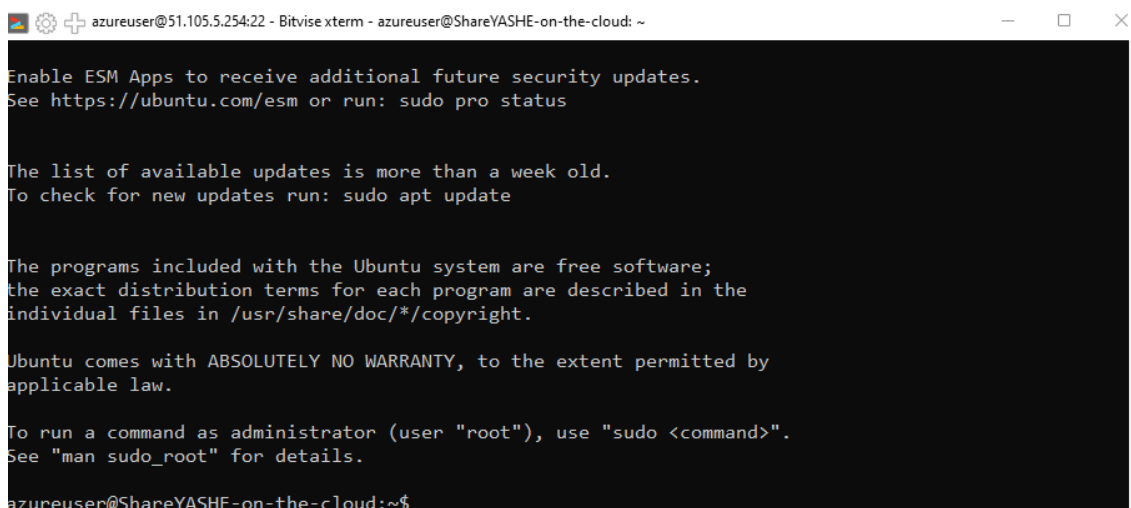 azureuser@51.105.5.254:22 - Bitvise xterm - azureuser@ShareYASHE-on-the-cloud: ~
Enable ESM Apps to receive additional future security updates.
See https://ubuntu.com/esm or run: sudo pro status
The list of available updates is more than a week old.
To check for new updates run: sudo apt update
The programs included with the Ubuntu system are free software;
the exact distribution terms for each program are described in the
individual files in /usr/share/doc/*/copyright.
Ubuntu comes with ABSOLUTELY NO WARRANTY, to the extent permitted by
applicable law.
To run a command as administrator (user "root"), use "sudo <command>".
See "man sudo_root" for details.
azureuser@ShareYASHE-on-the-cloud:~$